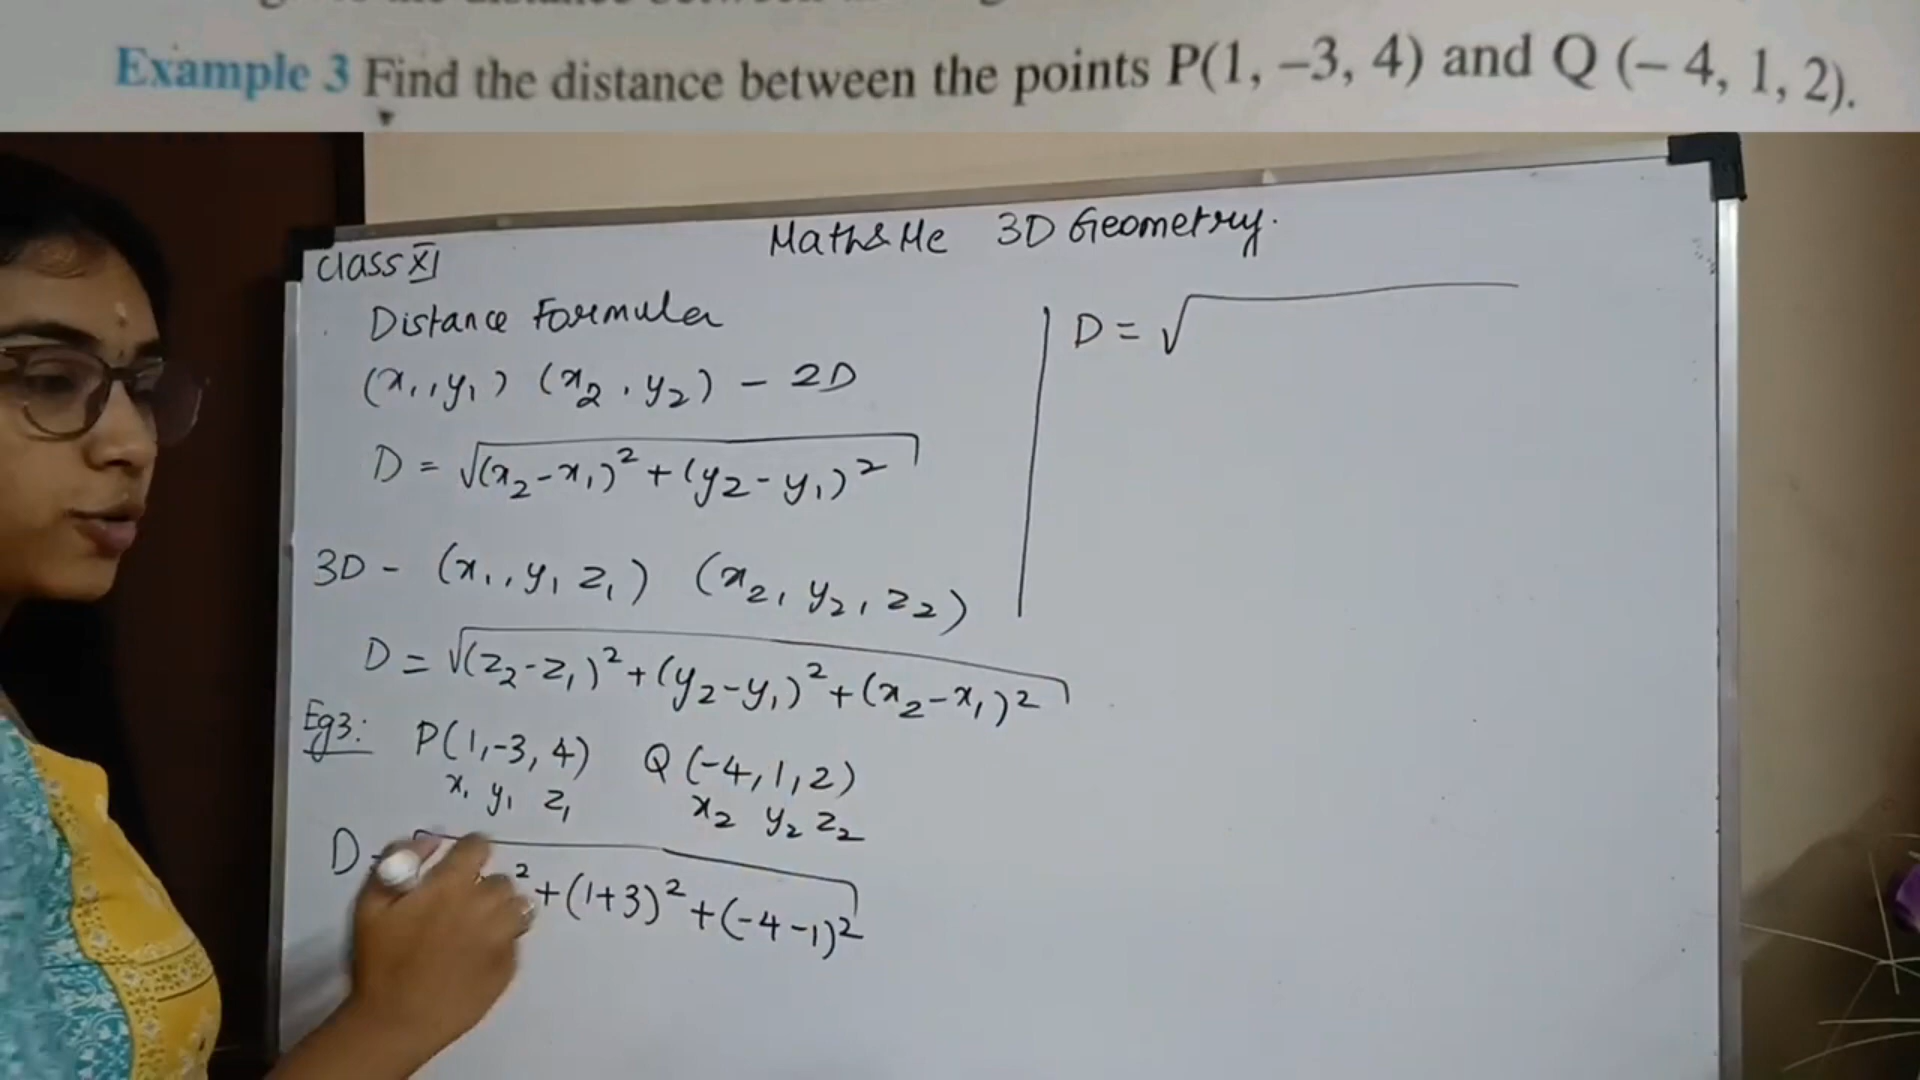 Example 3 Find the distance between the points P(1, –3, 4) and Q (– 4, 1, 2).
Math&Me 3D Geometry.
Class XI
Distance Formula
(x₁, y₁) (x₂, y₂) - 2D
D = √(x₂-x₁)² + (y₂-y₁)²
3D - (x₁, y₁ z₁) (x₂, y₂, z₂)
D = √(z₂-z₁)² + (y₂-y₁)² + (x₂-x₁)²
Eg3: P(1,-3, 4) Q (-4, 1, 2)
x₁ y₁ z₁ x₂ y₂ z₂
D ² + (1+3)² + (-4-1)²
D = √